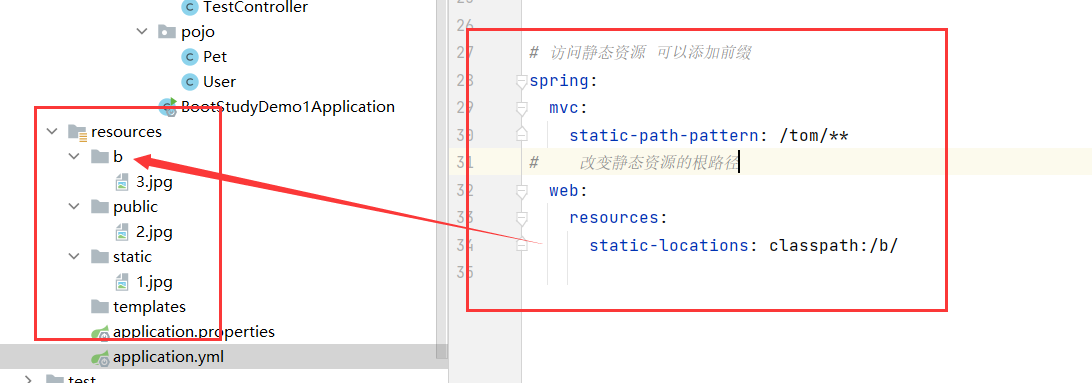 TestController
pojo
Pet
User
BootStudyDemo1Application
resources
b
3.jpg
public
2.jpg
static
1.jpg
templates
application.properties
application.yml
test
26
27 # 访问静态资源 可以添加前缀
28 spring:
29 mvc:
30 static-path-pattern: /tom/**
31 # 改变静态资源的根路径
32 web:
33 resources:
34 static-locations: classpath:/b/
35